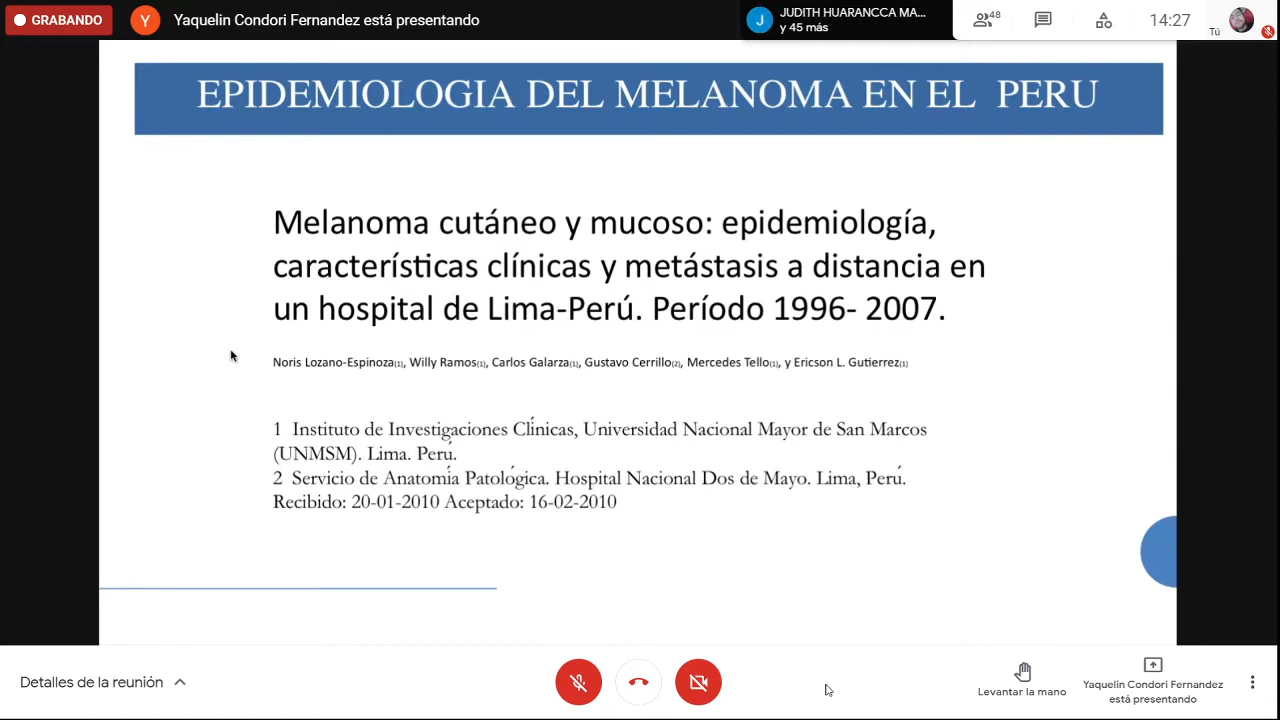 GRABANDO
Y
Yaquelin Condori Fernandez está presentando
J
JUDITH HUARANCCA MA...
y 45 más
48
14:27
Tú
EPIDEMIOLOGIA DEL MELANOMA EN EL PERU
Melanoma cutáneo y mucoso: epidemiología,
características clínicas y metástasis a distancia en
un hospital de Lima-Perú. Período 1996- 2007.
Noris Lozano-Espinoza(1), Willy Ramos(1), Carlos Galarza(1), Gustavo Cerrillo(2), Mercedes Tello(1), y Ericson L. Gutierrez(1)
1 Instituto de Investigaciones Clínicas, Universidad Nacional Mayor de San Marcos
(UNMSM). Lima. Perú.
2 Servicio de Anatomía Patológica. Hospital Nacional Dos de Mayo. Lima, Perú.
Recibido: 20-01-2010 Aceptado: 16-02-2010
Detalles de la reunión
Levantar la mano
Yaquelin Condori Fernandez
está presentando